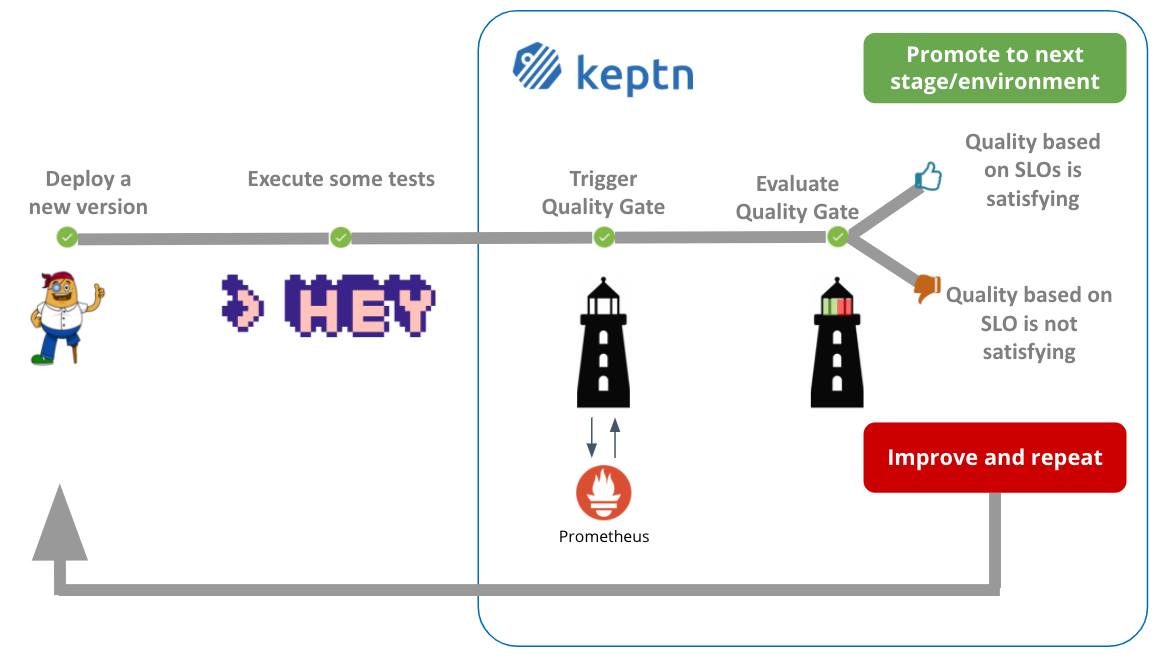 keptn
Promote to next
stage/environment
Deploy a
new version
Execute some tests
Trigger
Quality Gate
Evaluate
Quality Gate
Quality based
on SLOs is
satisfying
HEY
Quality based on
SLO is not
satisfying
Improve and repeat
Prometheus